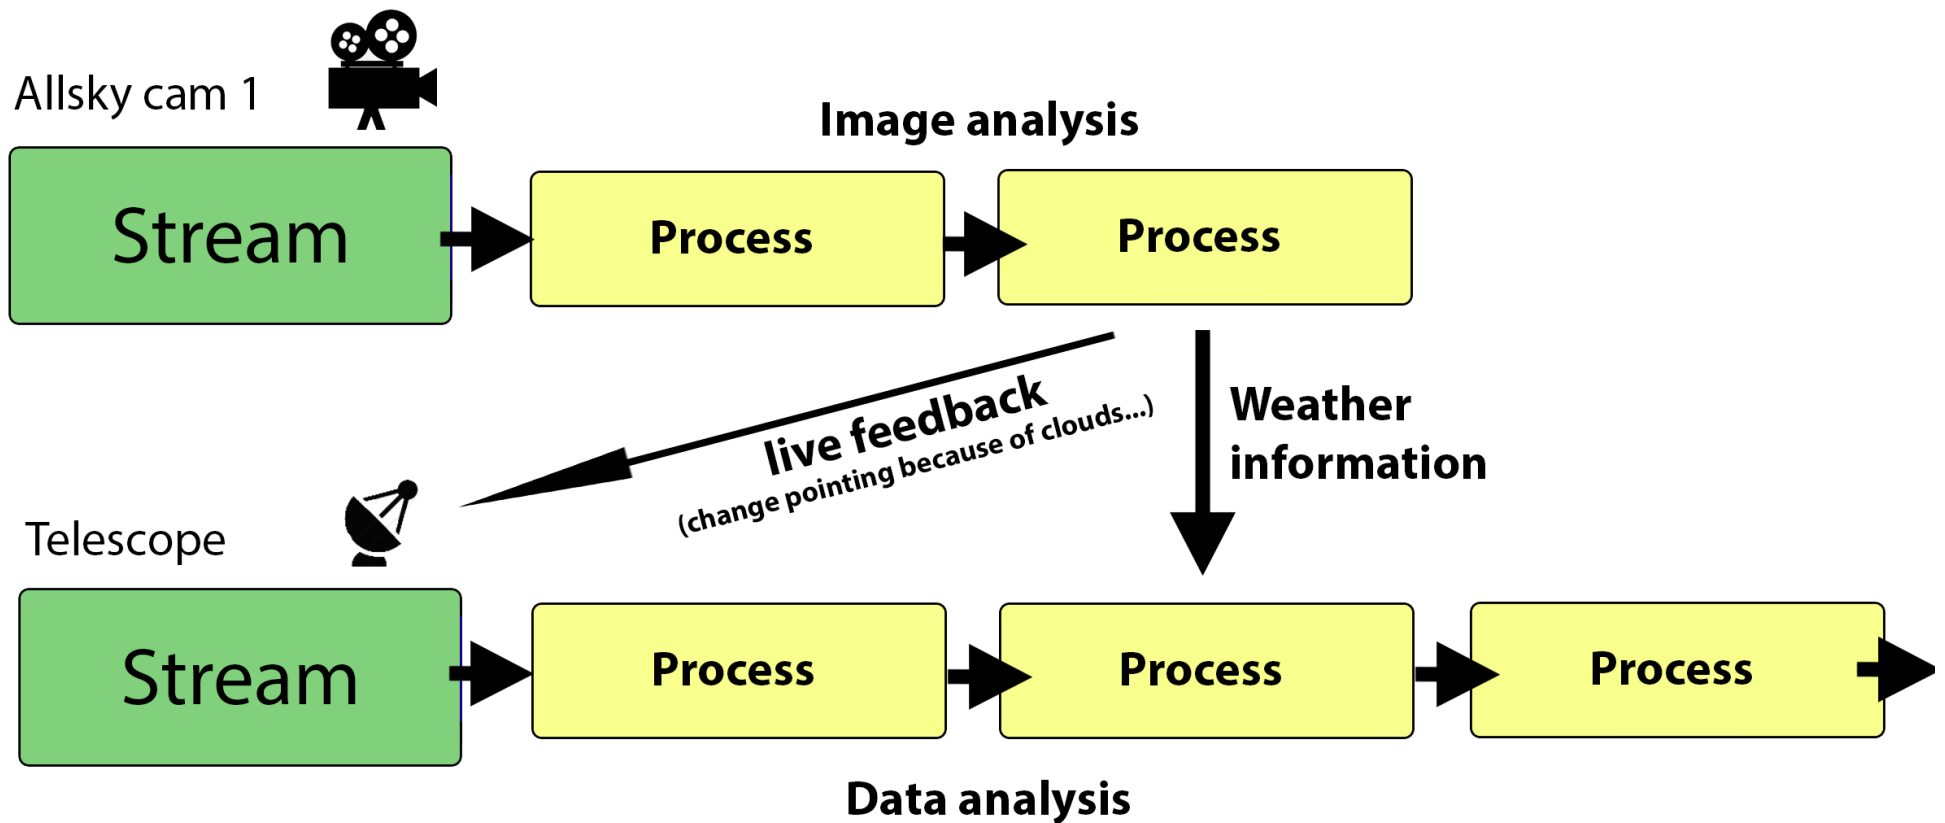 Allsky cam 1
Image analysis
Stream
Process
Process
live feedback
(change pointing because of clouds...)
Weather
information
Telescope
Stream
Process
Process
Process
Data analysis